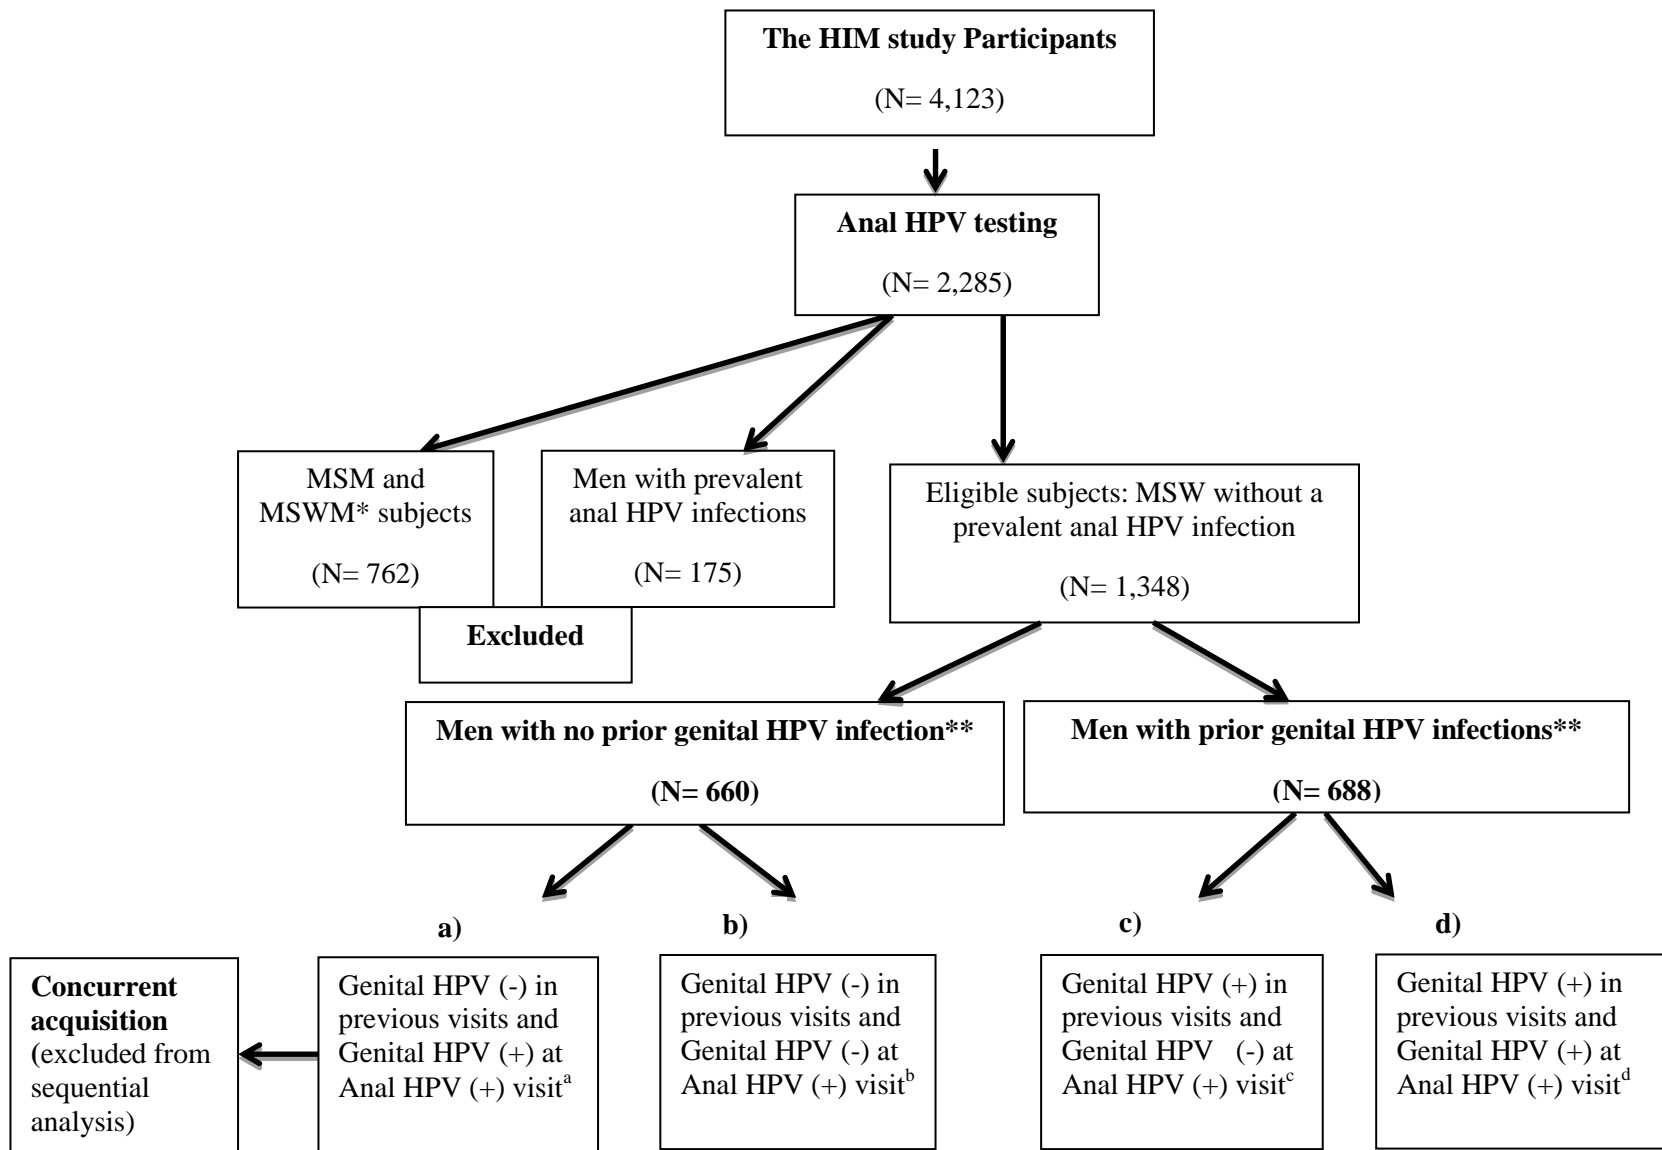 The HIM study Participants
(N= 4,123)
Anal HPV testing
(N= 2,285)
MSM and
MSWM* subjects
(N= 762)
Men with prevalent
anal HPV infections
(N= 175)
Excluded
Eligible subjects: MSW without a
prevalent anal HPV infection
(N= 1,348)
Men with no prior genital HPV infection**
(N= 660)
Men with prior genital HPV infections**
(N= 688)
a)
b)
c)
d)
Concurrent
acquisition
(excluded from
sequential
analysis)
Genital HPV (-) in
previous visits and
Genital HPV (+) at
Anal HPV (+) visitᵃ
Genital HPV (-) in
previous visits and
Genital HPV (-) at
Anal HPV (+) visitᵇ
Genital HPV (+) in
previous visits and
Genital HPV (-) at
Anal HPV (+) visitᶜ
Genital HPV (+) in
previous visits and
Genital HPV (+) at
Anal HPV (+) visitᵈ